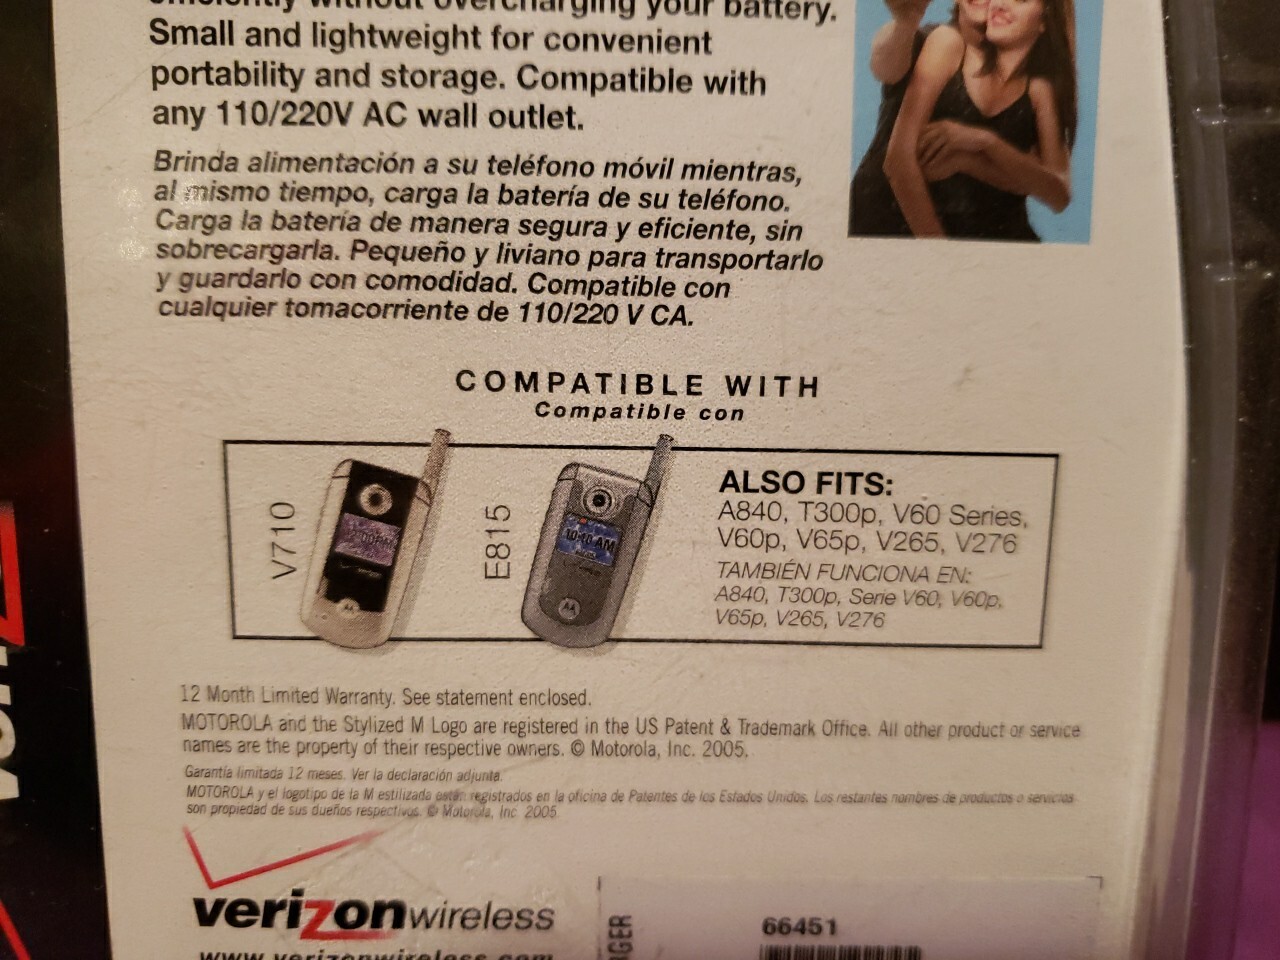 efficiently without overcharging your battery.
Small and lightweight for convenient
portability and storage. Compatible with
any 110/220V AC wall outlet.
Brinda alimentación a su teléfono móvil mientras,
al mismo tiempo, carga la batería de su teléfono.
Carga la batería de manera segura y eficiente, sin
sobrecargarla. Pequeño y liviano para transportarlo
y guardarlo con comodidad. Compatible con
cualquier tomacorriente de 110/220 V CA.
COMPATIBLE WITH
Compatible con
V710
E815
10:10 AM
ALSO FITS:
A840, T300p, V60 Series,
V60p, V65p, V265, V276
TAMBIÉN FUNCIONA EN:
A840, T300p, Serie V60, V60p,
V65p, V265, V276
12 Month Limited Warranty. See statement enclosed.
MOTOROLA and the Stylized M Logo are registered in the US Patent & Trademark Office. All other product or service
names are the property of their respective owners. © Motorola, Inc. 2005.
Garantía limitada 12 meses. Ver la declaración adjunta.
MOTOROLA y el logotipo de la M estilizada están registrados en la oficina de Patentes de los Estados Unidos. Los restantes nombres de productos o servicios
son propiedad de sus dueños respectivos. © Motorola, Inc. 2005.
verizonwireless
www.verizonwireless.com
66451